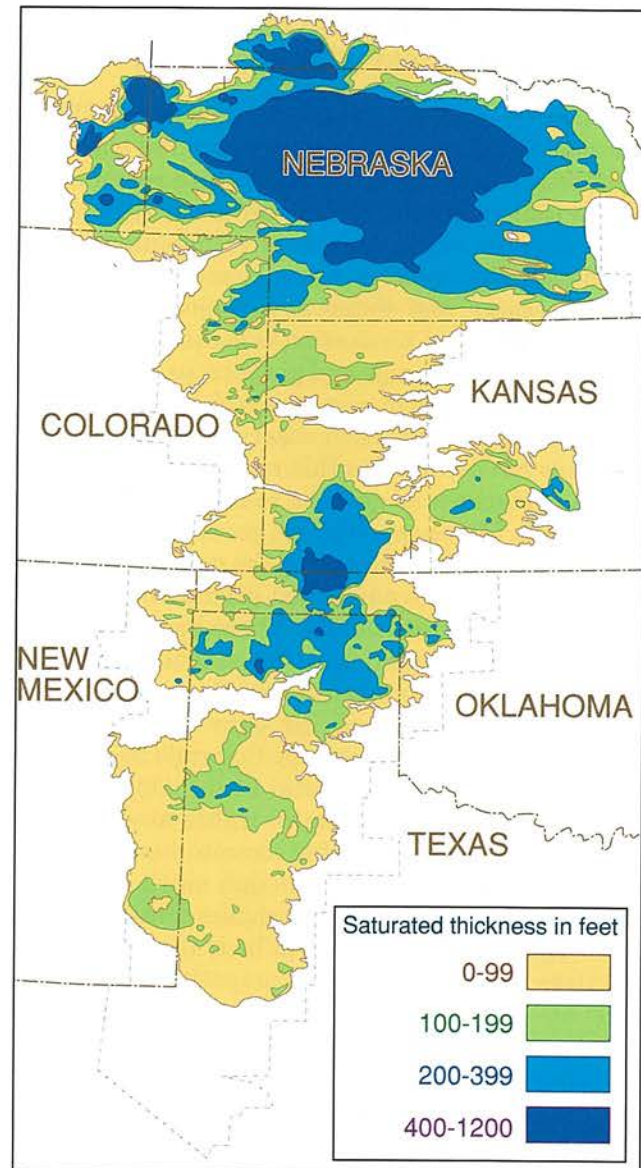 NEBRASKA
COLORADO
KANSAS
NEW
MEXICO
OKLAHOMA
TEXAS
Saturated thickness in feet
0-99
100-199
200-399
400-1200